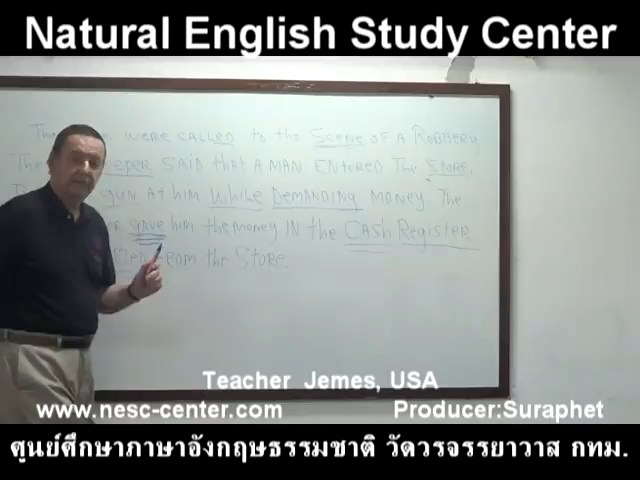 Natural English Study Center
The were CALLED to the SCENE OF A ROBBERY
The SAID that A MAN ENTERED The STORE,
gun AT him While DEMANDING MONEY. The
gave him the money IN the CASH Register
FROM the STORE.
Teacher Jemes, USA
www.nesc-center.com Producer:Suraphet
ศูนย์ศึกษาภาษาอังกฤษธรรมชาติ วัดวรจรรยาวาส กทม.